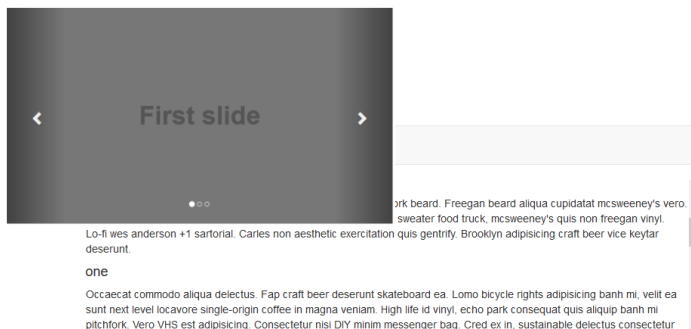 First slide
beard. Freegan beard aliqua cupidatat mcsweeney's vero.
sweater food truck, mcsweeney's quis non freegan vinyl.
Lo-fi wes anderson +1 sartorial. Carles non aesthetic exercitation quis gentrify. Brooklyn adipisicing craft beer vice keytar
deserunt.
one
Occaecat commodo aliqua delectus. Fap craft beer deserunt skateboard ea. Lomo bicycle rights adipisicing banh mi, velit ea
sunt next level locavore single-origin coffee in magna veniam. High life id vinyl, echo park consequat quis aliquip banh mi
pitchfork. Vero VHS est adipisicing. Consectetur nisi DIY minim messenger bag. Cred ex in, sustainable delectus consectetur